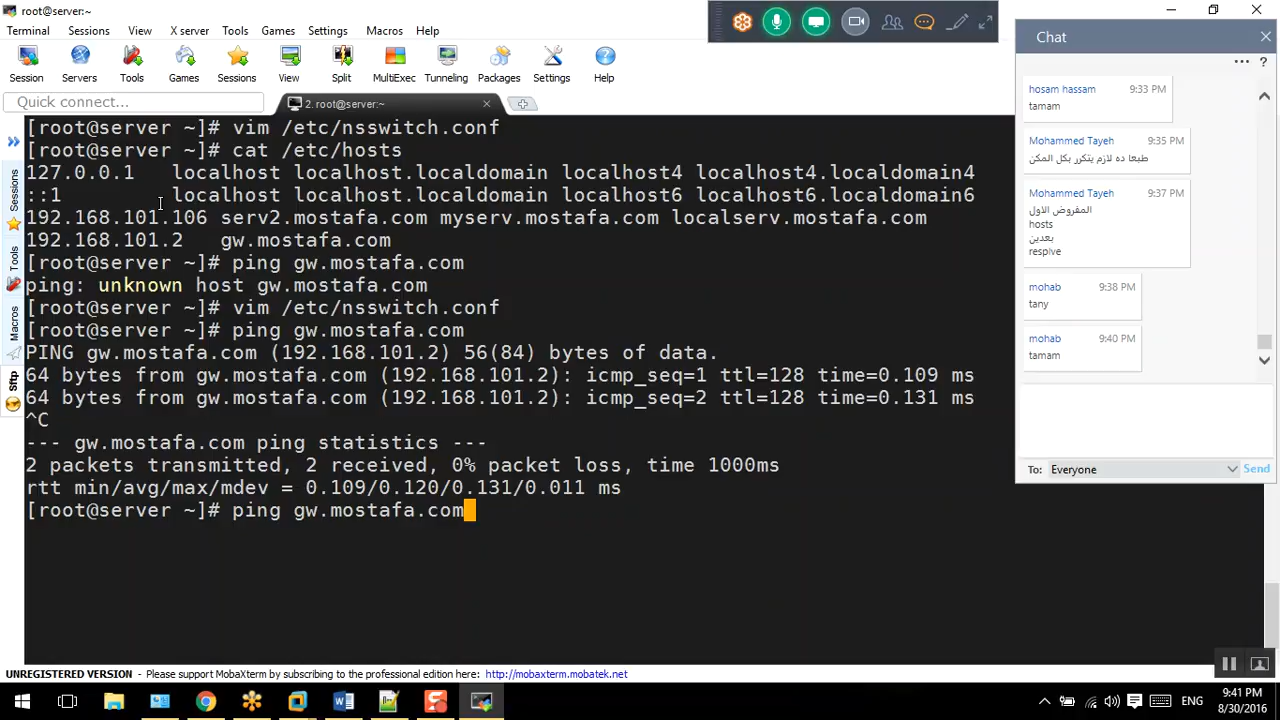 root@server:~
Terminal Sessions View X server Tools Games Settings Macros Help
Session Servers Tools Games Sessions View Split MultiExec Tunneling Packages Settings Help
Quick connect...
2. root@server:~
[root@server ~]# vim /etc/nsswitch.conf
[root@server ~]# cat /etc/hosts
127.0.0.1 localhost localhost.localdomain localhost4 localhost4.localdomain4
::1 localhost localhost.localdomain localhost6 localhost6.localdomain6
192.168.101.106 serv2.mostafa.com myserv.mostafa.com localserv.mostafa.com
192.168.101.2 gw.mostafa.com
[root@server ~]# ping gw.mostafa.com
ping: unknown host gw.mostafa.com
[root@server ~]# vim /etc/nsswitch.conf
[root@server ~]# ping gw.mostafa.com
PING gw.mostafa.com (192.168.101.2) 56(84) bytes of data.
64 bytes from gw.mostafa.com (192.168.101.2): icmp_seq=1 ttl=128 time=0.109 ms
64 bytes from gw.mostafa.com (192.168.101.2): icmp_seq=2 ttl=128 time=0.131 ms
^C
--- gw.mostafa.com ping statistics ---
2 packets transmitted, 2 received, 0% packet loss, time 1000ms
rtt min/avg/max/mdev = 0.109/0.120/0.131/0.011 ms
[root@server ~]# ping gw.mostafa.com
Sessions
Tools
Macros
Sftp
Chat
?
hosam hassam 9:33 PM
tamam
Mohammed Tayeh 9:35 PM
طبعا ده لازم يتكرر بكل المكن
Mohammed Tayeh 9:37 PM
المقروض الاول
hosts
بعدين
resplve
mohab 9:38 PM
tany
mohab 9:40 PM
tamam
To: Everyone Send
UNREGISTERED VERSION - Please support MobaXterm by subscribing to the professional edition here: http://mobaxterm.mobatek.net
ENG
9:41 PM
8/30/2016